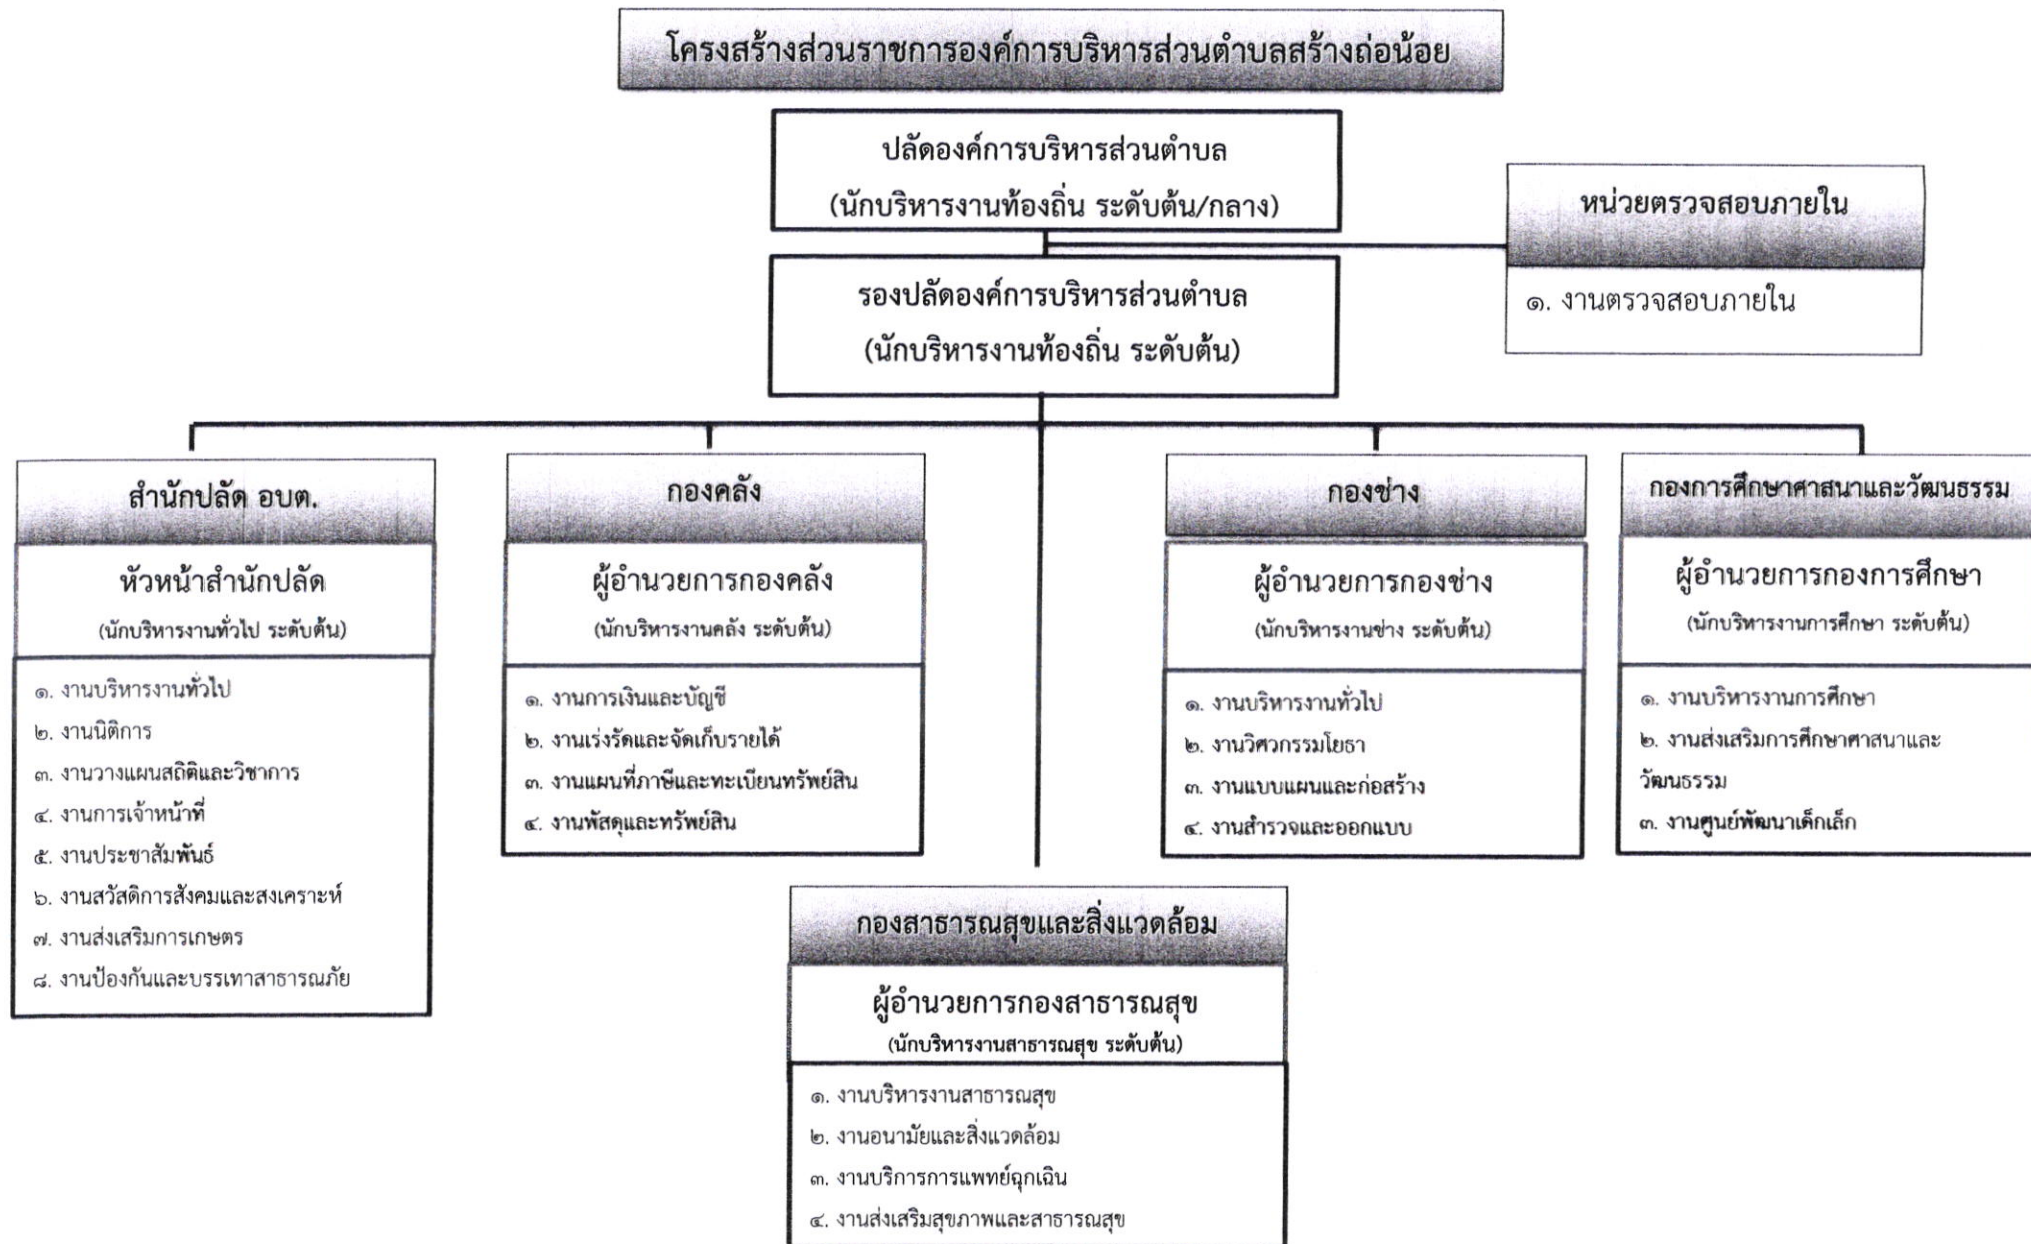 โครงสร้างส่วนราชการองค์การบริหารส่วนตำบลสร้างถ่อน้อย
ปลัดองค์การบริหารส่วนตำบล
(นักบริหารงานท้องถิ่น ระดับต้น/กลาง)
หน่วยตรวจสอบภายใน
๑. งานตรวจสอบภายใน
รองปลัดองค์การบริหารส่วนตำบล
(นักบริหารงานท้องถิ่น ระดับต้น)
สำนักปลัด อบต.
หัวหน้าสำนักปลัด
(นักบริหารงานทั่วไป ระดับต้น)
๑. งานบริหารงานทั่วไป
๒. งานนิติการ
๓. งานวางแผนสถิติและวิชาการ
๔. งานการเจ้าหน้าที่
๕. งานประชาสัมพันธ์
๖. งานสวัสดิการสังคมและสงเคราะห์
๗. งานส่งเสริมการเกษตร
๘. งานป้องกันและบรรเทาสาธารณภัย
กองคลัง
ผู้อำนวยการกองคลัง
(นักบริหารงานคลัง ระดับต้น)
๑. งานการเงินและบัญชี
๒. งานเร่งรัดและจัดเก็บรายได้
๓. งานแผนที่ภาษีและทะเบียนทรัพย์สิน
๔. งานพัสดุและทรัพย์สิน
กองช่าง
ผู้อำนวยการกองช่าง
(นักบริหารงานช่าง ระดับต้น)
๑. งานบริหารงานทั่วไป
๒. งานวิศวกรรมโยธา
๓. งานแบบแผนและก่อสร้าง
๔. งานสำรวจและออกแบบ
กองการศึกษาศาสนาและวัฒนธรรม
ผู้อำนวยการกองการศึกษา
(นักบริหารงานการศึกษา ระดับต้น)
๑. งานบริหารงานการศึกษา
๒. งานส่งเสริมการศึกษาศาสนาและ
วัฒนธรรม
๓. งานศูนย์พัฒนาเด็กเล็ก
กองสาธารณสุขและสิ่งแวดล้อม
ผู้อำนวยการกองสาธารณสุข
(นักบริหารงานสาธารณสุข ระดับต้น)
๑. งานบริหารงานสาธารณสุข
๒. งานอนามัยและสิ่งแวดล้อม
๓. งานบริการการแพทย์ฉุกเฉิน
๔. งานส่งเสริมสุขภาพและสาธารณสุข